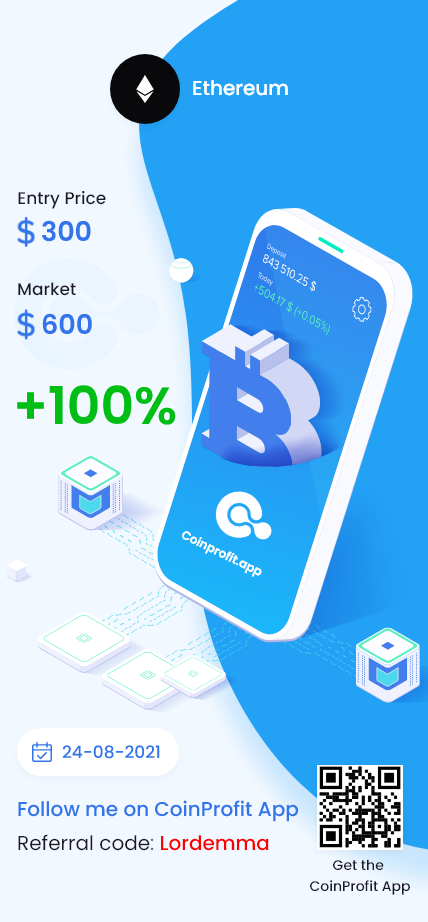 Ethereum
Entry Price
$ 300
Market
$ 600
+100%
Deposit
843 510.25 $
Today
+504.17 $ (+0.05%)
Coinprofit.app
24-08-2021
Follow me on CoinProfit App
Referral code: Lordemma
Get the
CoinProfit App